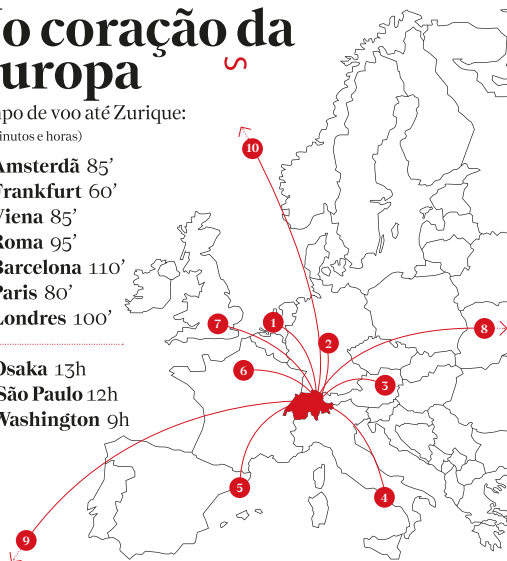 o coração da
uropa
po de voo até Zurique:
inutos e horas)
Amsterdã 85’
Frankfurt 60’
Viena 85’
Roma 95’
Barcelona 110’
Paris 80’
Londres 100’
Osaka 13h
São Paulo 12h
Washington 9h
S
10
7
1
2
8
6
3
5
4
9